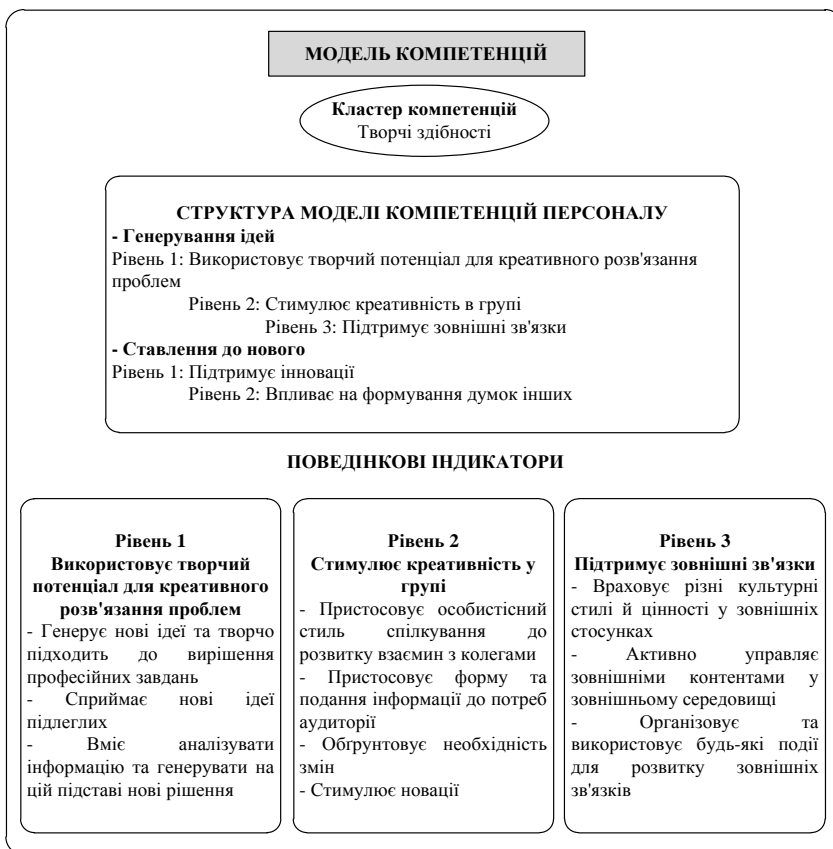 МОДЕЛЬ КОМПЕТЕНЦІЙ
Кластер компетенцій
Творчі здібності
СТРУКТУРА МОДЕЛІ КОМПЕТЕНЦІЙ ПЕРСОНАЛУ
- Генерування ідей
Рівень 1: Використовує творчий потенціал для креативного розв'язання
проблем
Рівень 2: Стимулює креативність в групі
Рівень 3: Підтримує зовнішні зв'язки
- Ставлення до нового
Рівень 1: Підтримує інновації
Рівень 2: Впливає на формування думок інших
ПОВЕДІНКОВІ ІНДИКАТОРИ
Рівень 1
Використовує творчий
потенціал для креативного
розв'язання проблем
- Генерує нові ідеї та творчо
підходить до вирішення
професійних завдань
- Сприймає нові ідеї
підлеглих
- Вміє аналізувати
інформацію та генерувати на
цій підставі нові рішення
Рівень 2
Стимулює креативність у
групі
- Пристосовує особистісний
стиль спілкування до
розвитку взаємин з колегами
- Пристосовує форму та
подання інформації до потреб
аудиторії
- Обґрунтовує необхідність
змін
- Стимулює новації
Рівень 3
Підтримує зовнішні зв'язки
- Враховує різні культурні
стилі й цінності у зовнішніх
стосунках
- Активно управляє
зовнішніми контентами у
зовнішньому середовищі
- Організовує та
використовує будь-які події
для розвитку зовнішніх
зв'язків